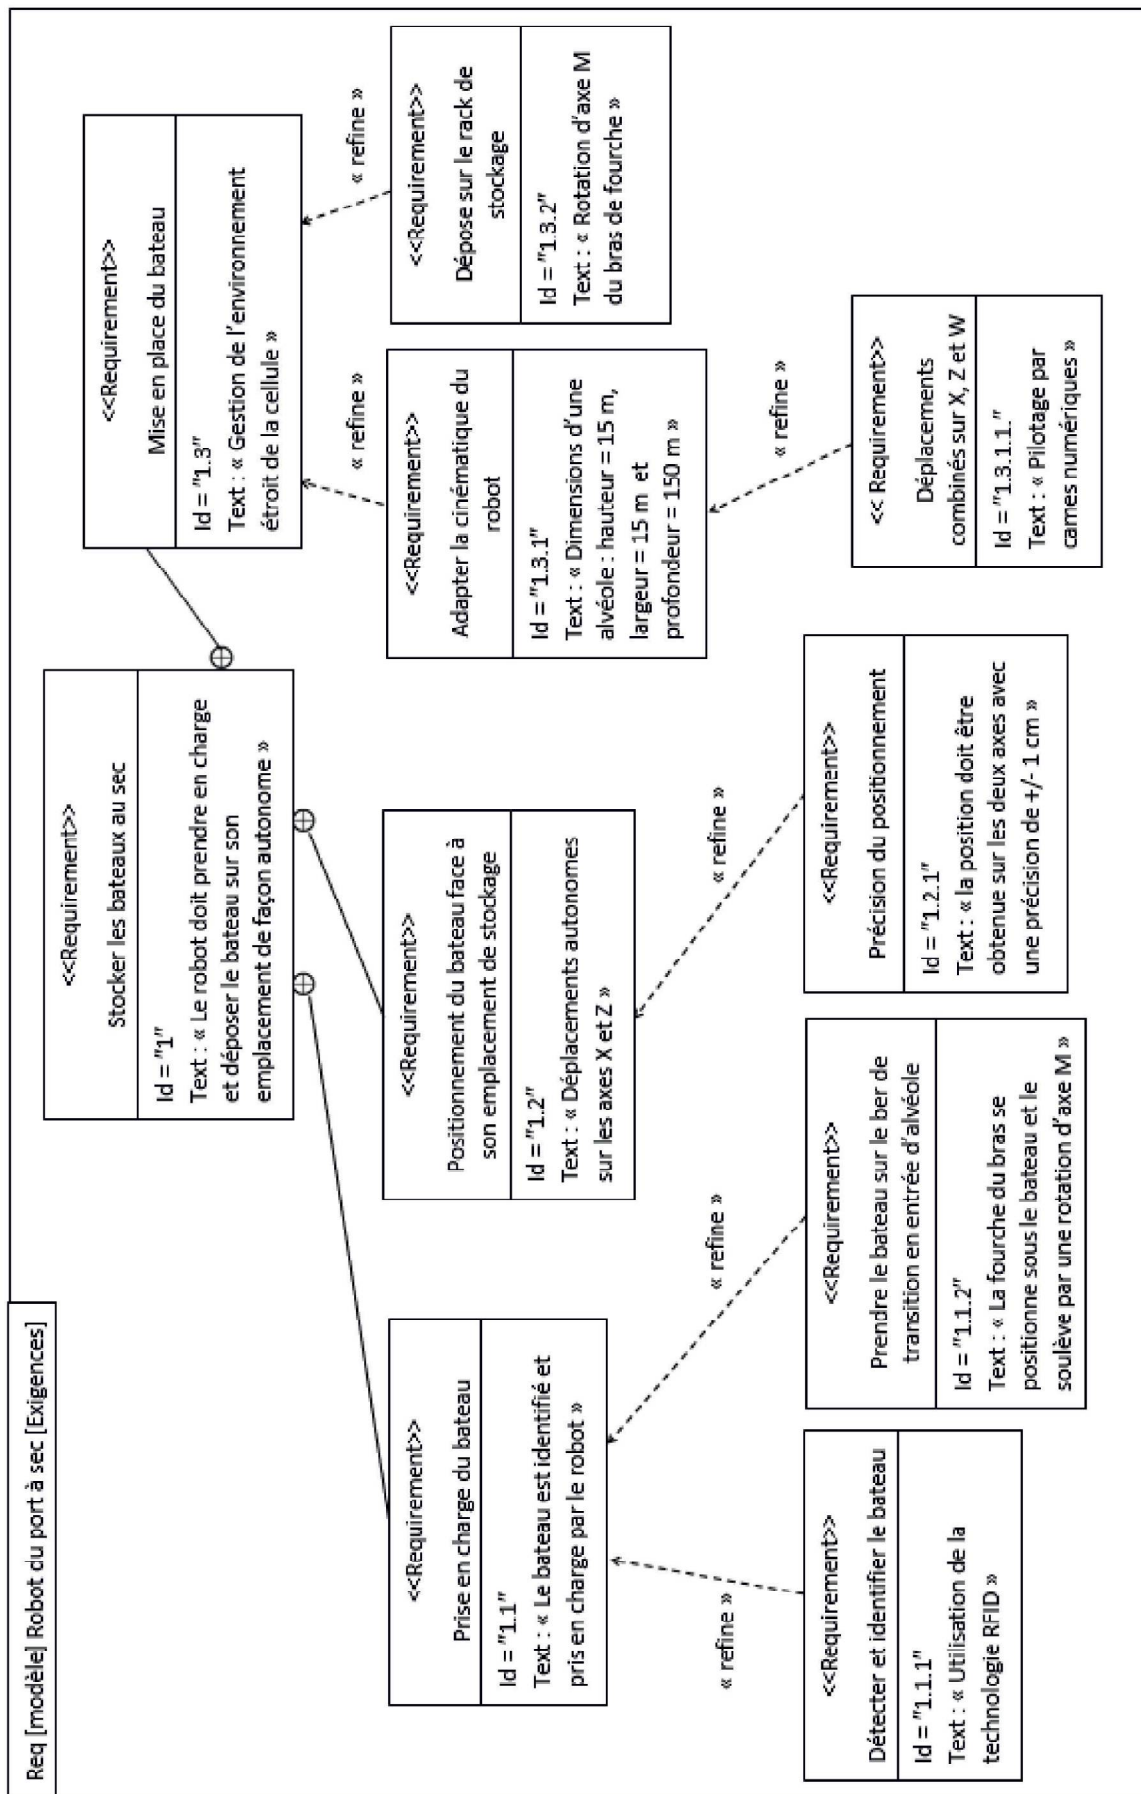 Req [modèle] Robot du port à sec [Exigences]
<<Requirement>>
Stocker les bateaux au sec
Id = "1"
Text : « Le robot doit prendre en charge
et déposer le bateau sur son
emplacement de façon autonome »
<<Requirement>>
Prise en charge du bateau
Id = "1.1"
Text : « Le bateau est identifié et
pris en charge par le robot »
<<Requirement>>
Positionnement du bateau face à
son emplacement de stockage
Id = "1.2"
Text : « Déplacements autonomes
sur les axes X et Z »
<<Requirement>>
Mise en place du bateau
Id = "1.3"
Text : « Gestion de l'environnement
étroit de la cellule »
« refine »
« refine »
« refine »
« refine »
« refine »
« refine »
<<Requirement>>
Détecter et identifier le bateau
Id = "1.1.1"
Text : « Utilisation de la
technologie RFID »
<<Requirement>>
Prendre le bateau sur le ber de
transition en entrée d'alvéole
Id = "1.1.2"
Text : « La fourche du bras se
positionne sous le bateau et le
soulève par une rotation d'axe M »
<<Requirement>>
Précision du positionnement
Id = "1.2.1"
Text : « la position doit être
obtenue sur les deux axes avec
une précision de +/- 1 cm »
<<Requirement>>
Adapter la cinématique du
robot
Id = "1.3.1"
Text : « Dimensions d'une
alvéole : hauteur = 15 m,
largeur = 15 m et
profondeur = 150 m »
<<Requirement>>
Dépose sur le rack de
stockage
Id = "1.3.2"
Text : « Rotation d'axe M
du bras de fourche »
<< Requirement>>
Déplacements
combinés sur X, Z et W
Id = "1.3.1.1."
Text : « Pilotage par
cames numériques »